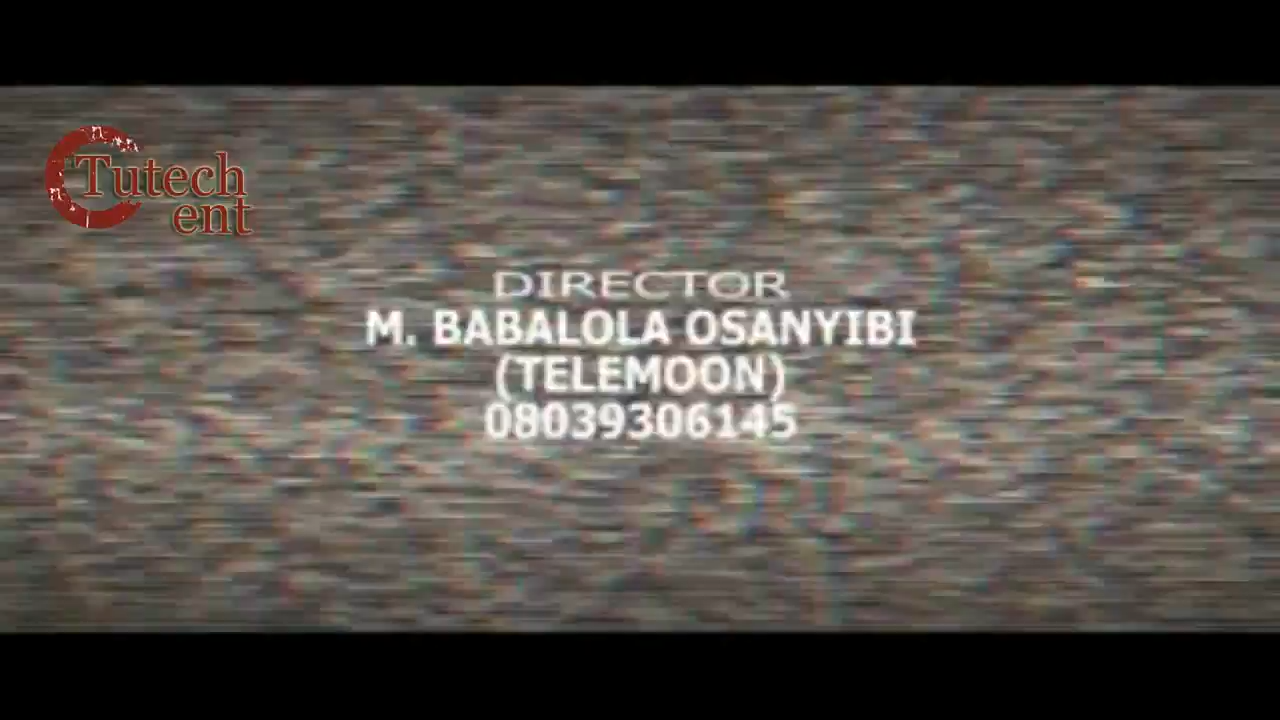 Tutech
ent
DIRECTOR
M. BABALOLA OSANYIBI
(TELEMOON)
08039306145